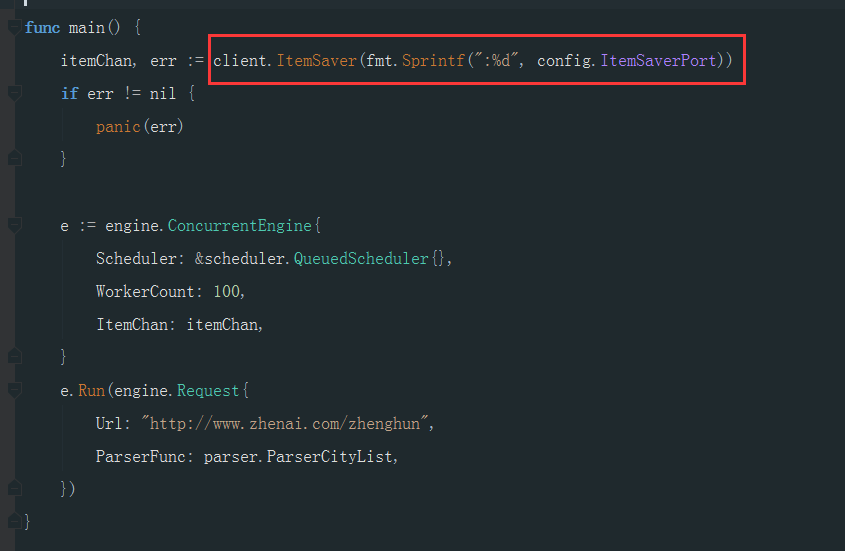 func main() {
    itemChan, err := client.ItemSaver(fmt.Sprintf(":%d", config.ItemSaverPort))
    if err != nil {
        panic(err)
    }
    e := engine.ConcurrentEngine{
        Scheduler: &scheduler.QueuedScheduler{},
        WorkerCount: 100,
        ItemChan: itemChan,
    }
    e.Run(engine.Request{
        Url: "http://www.zhenai.com/zhenghun",
        ParserFunc: parser.ParserCityList,
    })
}